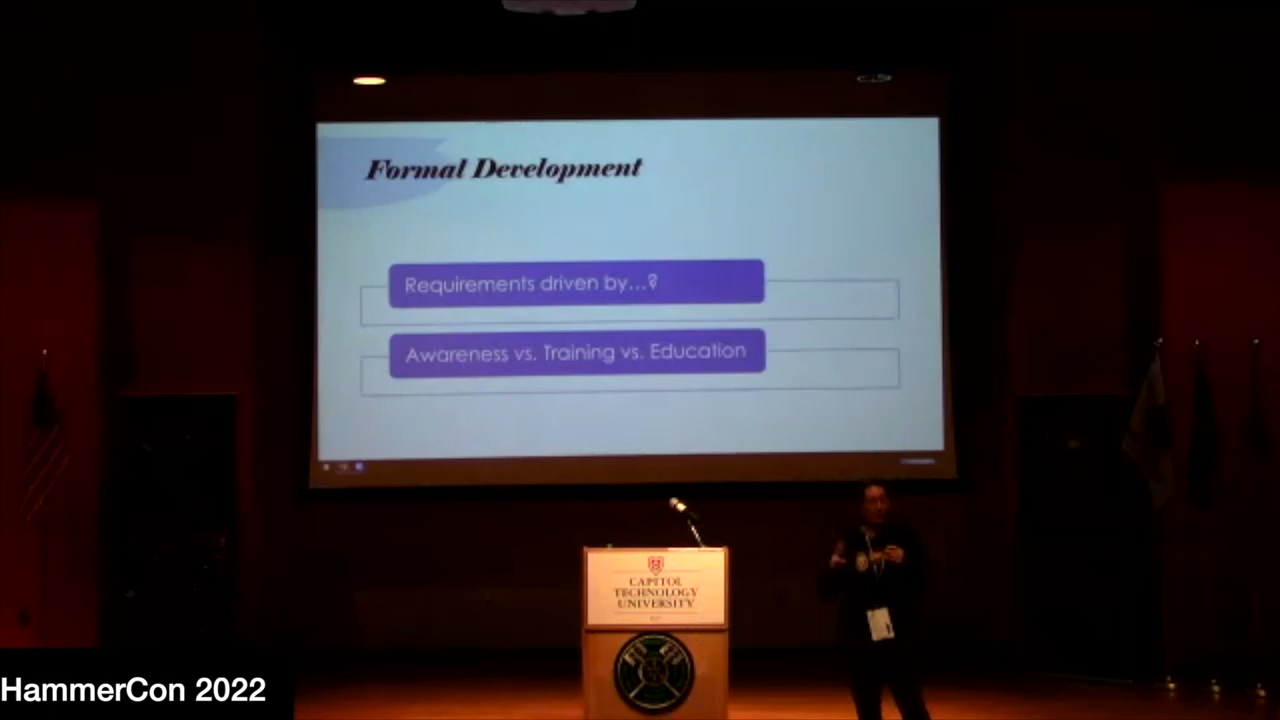 Formal Development
Requirements driven by...?
Awareness vs. Training vs. Education
CAPITOL
TECHNOLOGY
UNIVERSITY
HammerCon 2022